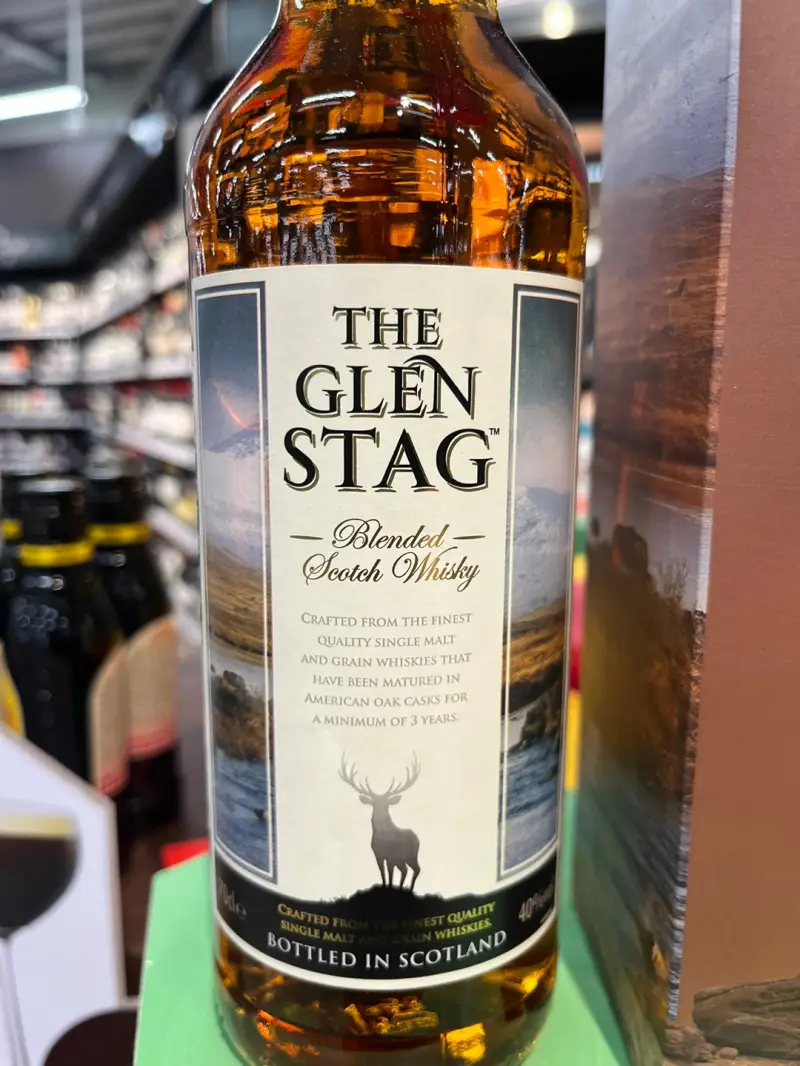 THE
GLEN
STAG™
Blended
Scotch Whisky
CRAFTED FROM THE FINEST
QUALITY SINGLE MALT
AND GRAIN WHISKIES THAT
HAVE BEEN MATURED IN
AMERICAN OAK CASKS FOR
A MINIMUM OF 3 YEARS.
70cl e
40%
CRAFTED FROM THE FINEST QUALITY
SINGLE MALT AND GRAIN WHISKIES.
BOTTLED IN SCOTLAND